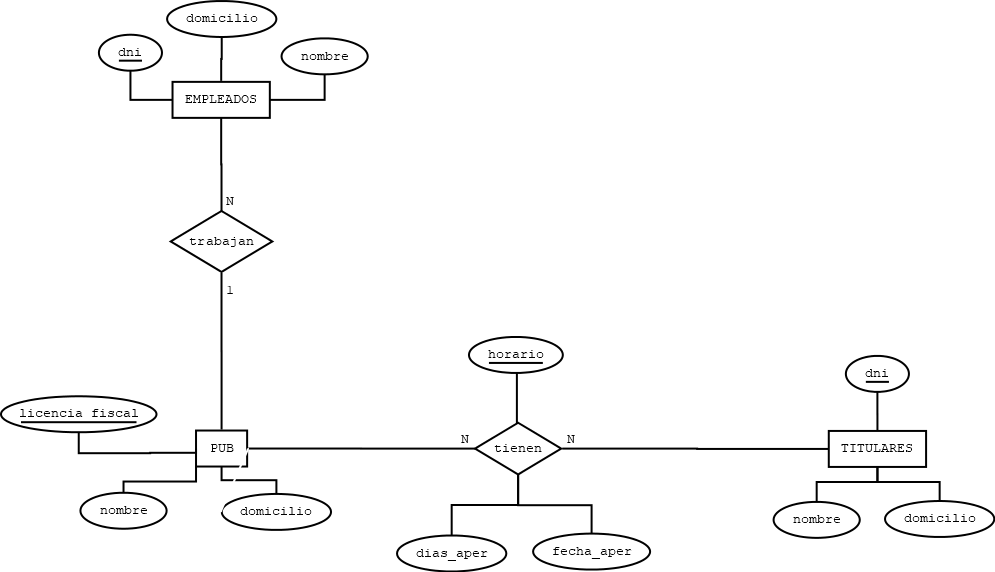 domicilio
dni
nombre
EMPLEADOS
N
trabajan
1
horario
dni
licencia fiscal
PUB
N
tienen
N
TITULARES
nombre
domicilio
dias_aper
fecha_aper
nombre
domicilio